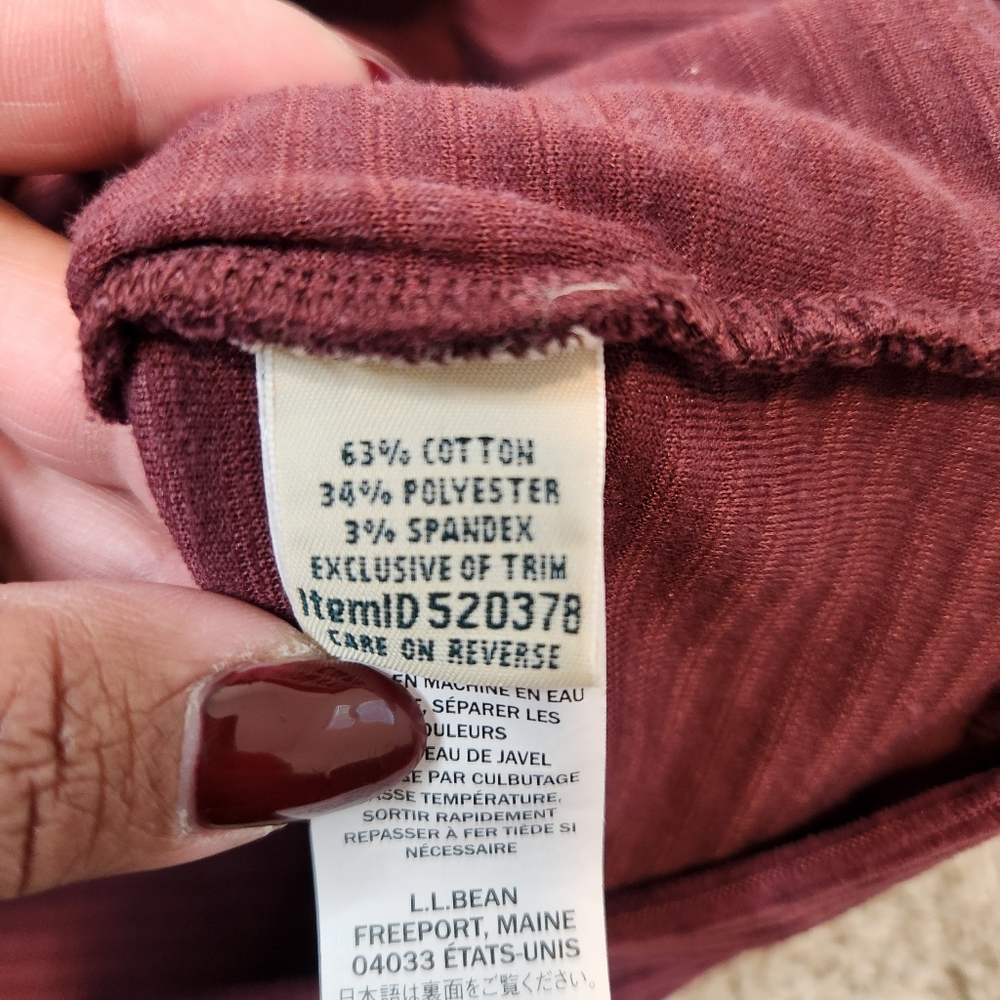 63% COTTON
34% POLYESTER
3% SPANDEX
EXCLUSIVE OF TRIM
ItemID 520378
CARE ON REVERSE
EN MACHINE EN EAU
SÉPARER LES
EAU DE JAVEL
PAR CULBUTAGE
TEMPÉRATURE,
SORTIR RAPIDEMENT
REPASSER À FER TIÈDE SI
NÉCESSAIRE
L.L.BEAN
FREEPORT, MAINE
04033 ÉTATS-UNIS
日本語は裏面をご覧ください。